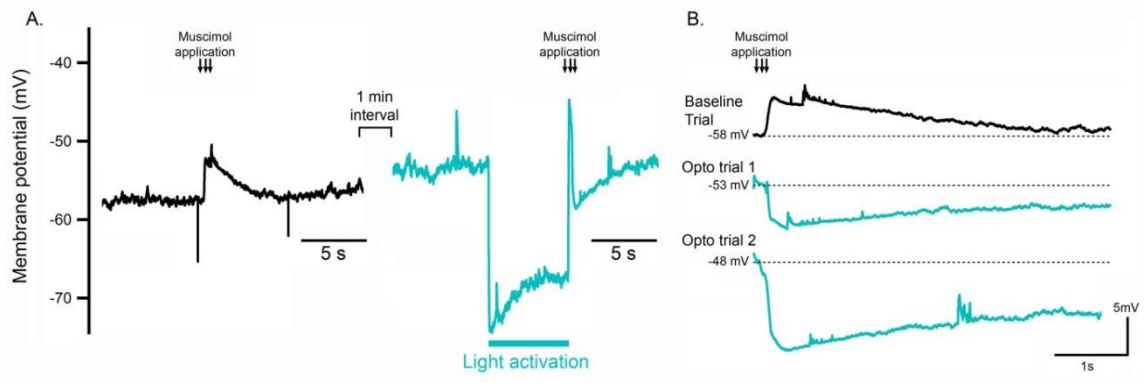 A.
Muscimol
application
Membrane potential (mV)
-40
-50
-60
-70
1 min
interval
5 s
Muscimol
application
5 s
Light activation
B.
Muscimol
application
Baseline
Trial
-58 mV
Opto trial 1
-53 mV
Opto trial 2
-48 mV
5mV
1s